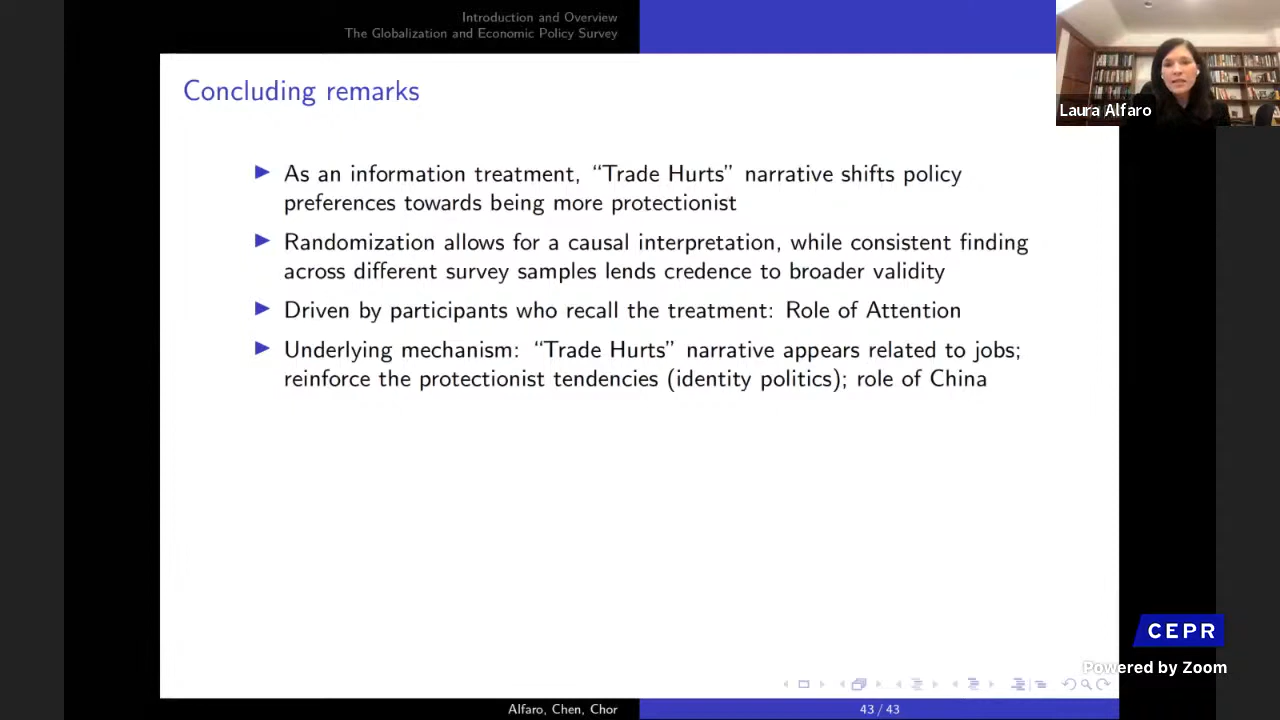 Introduction and Overview
The Globalization and Economic Policy Survey
Laura Alfaro
Concluding remarks
As an information treatment, “Trade Hurts” narrative shifts policy
preferences towards being more protectionist
Randomization allows for a causal interpretation, while consistent finding
across different survey samples lends credence to broader validity
Driven by participants who recall the treatment: Role of Attention
Underlying mechanism: “Trade Hurts” narrative appears related to jobs;
reinforce the protectionist tendencies (identity politics); role of China
CEPR
Powered by Zoom
Alfaro, Chen, Chor
43 / 43